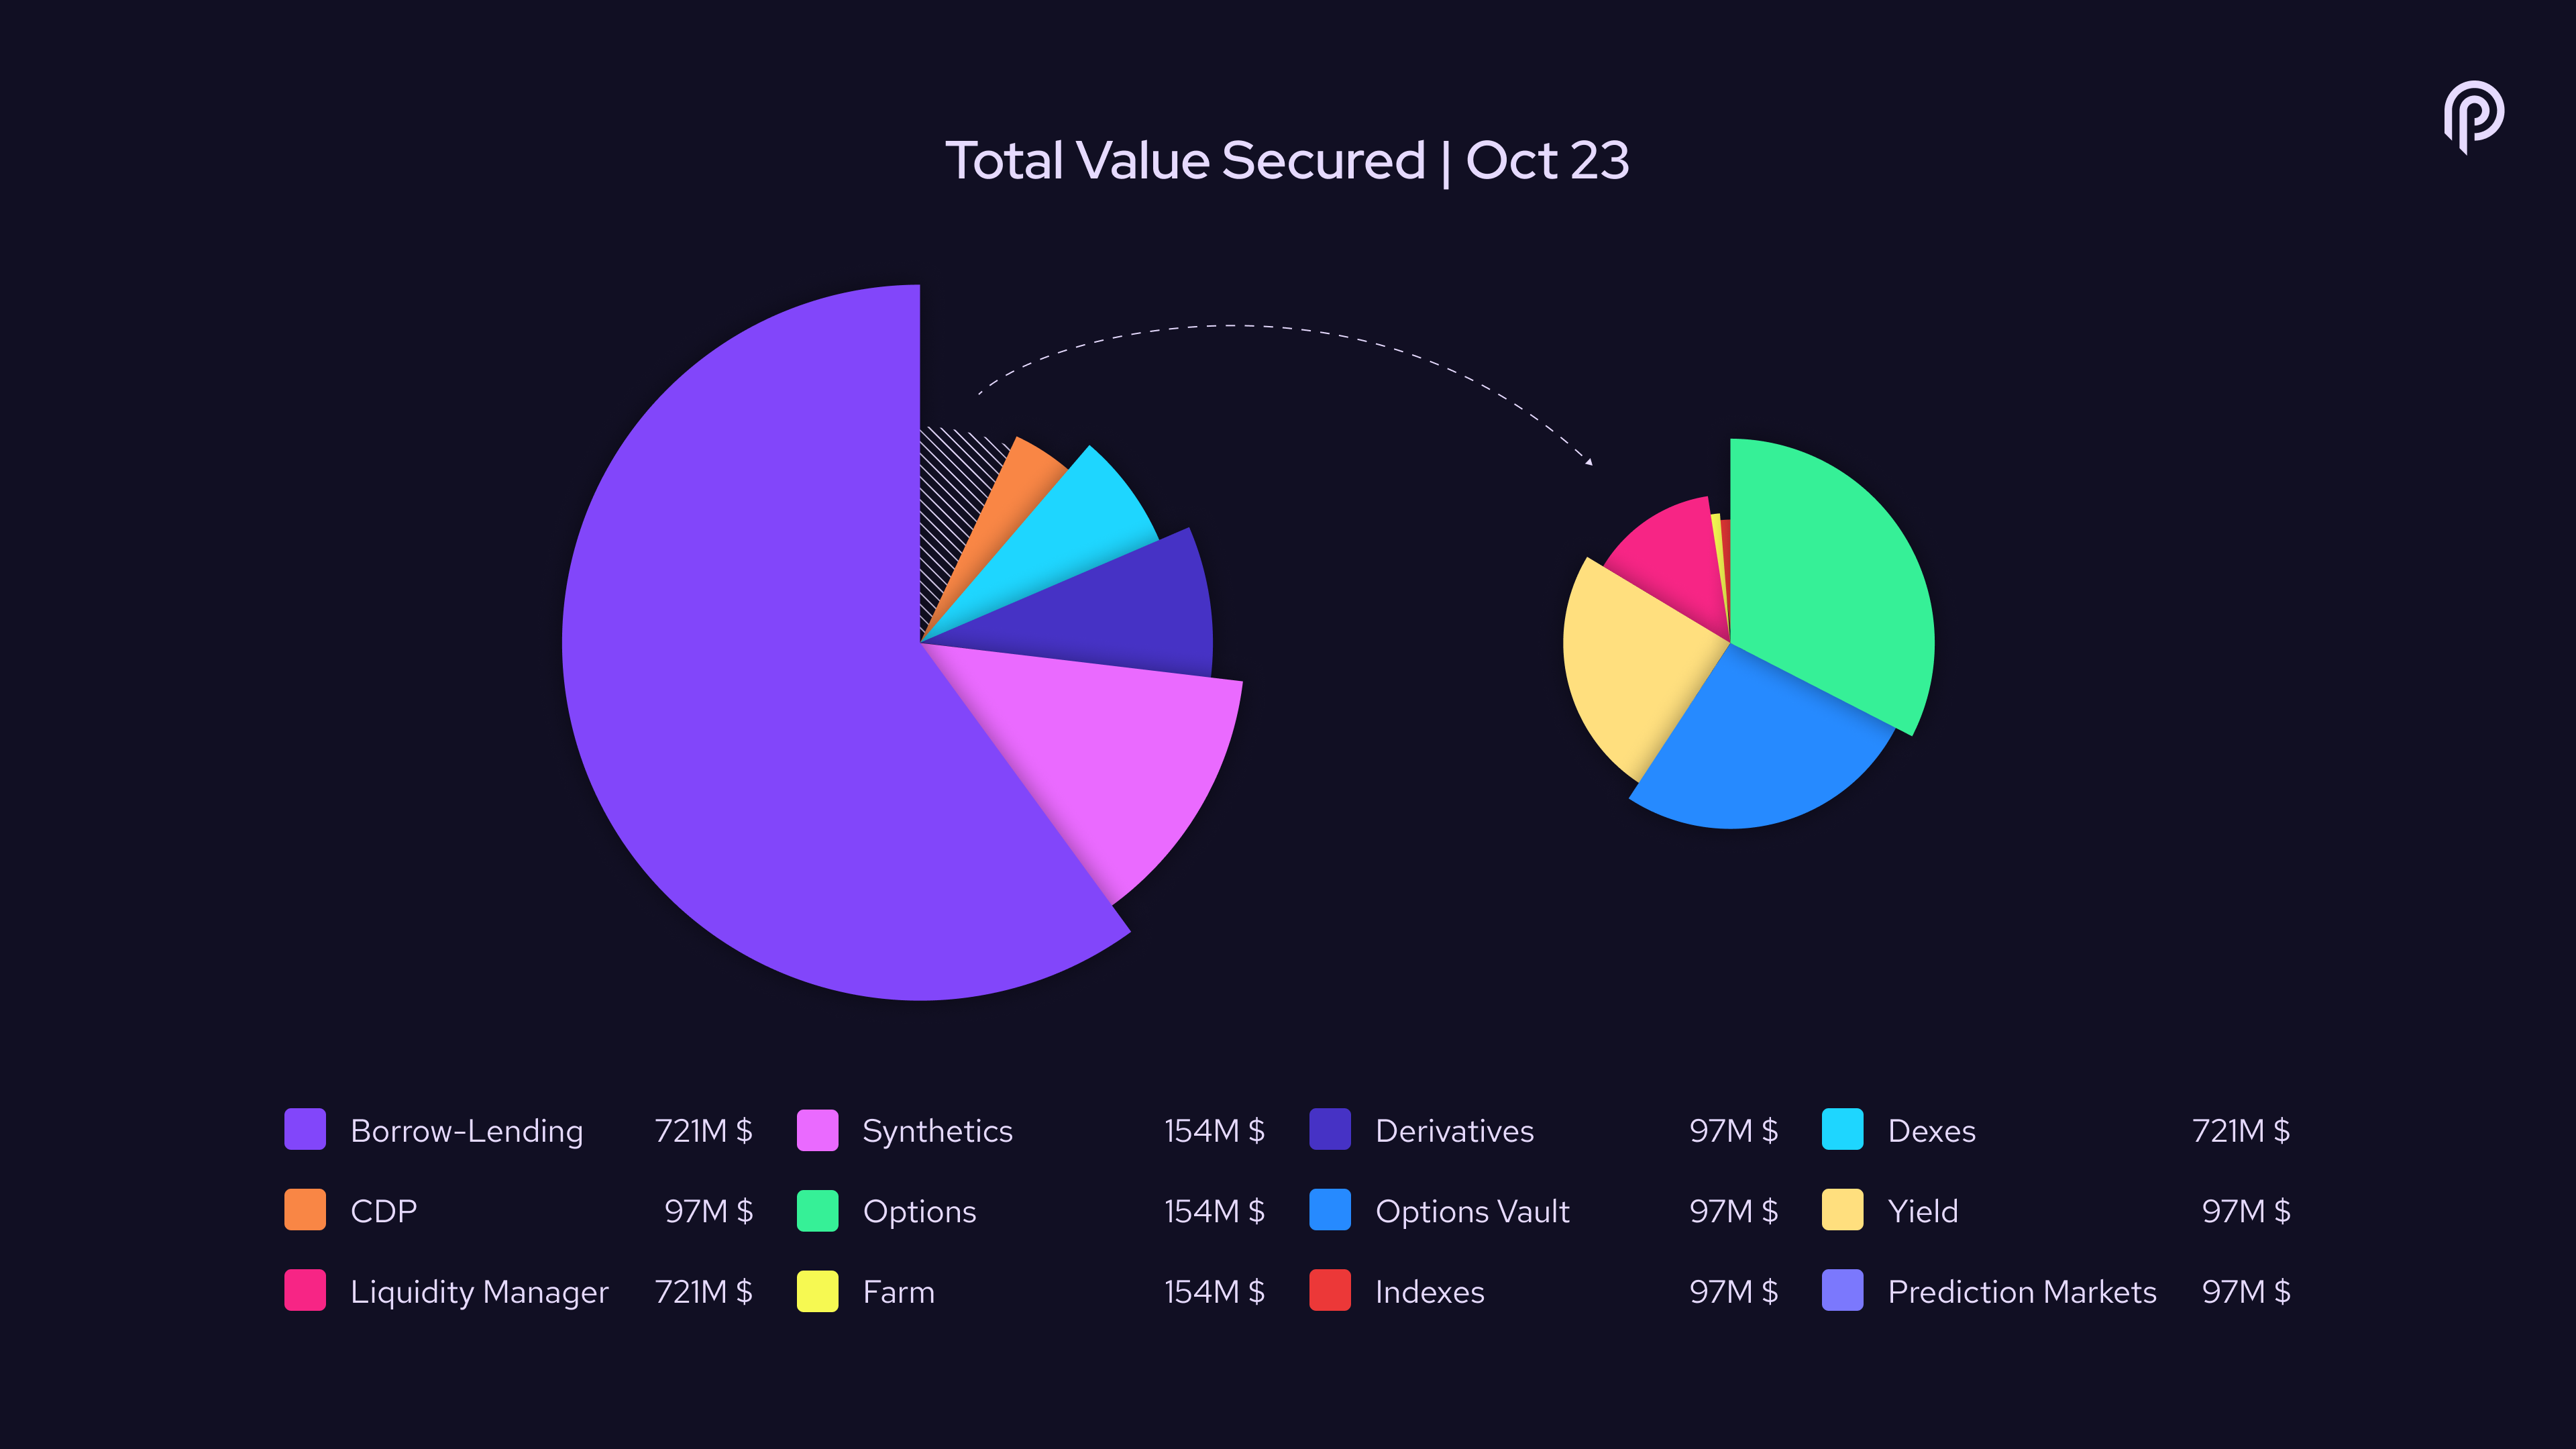 Total Value Secured | Oct 23
Borrow-Lending 721M $ Synthetics 154M $ Derivatives 97M $ Dexes 721M $
CDP 97M $ Options 154M $ Options Vault 97M $ Yield 97M $
Liquidity Manager 721M $ Farm 154M $ Indexes 97M $ Prediction Markets 97M $